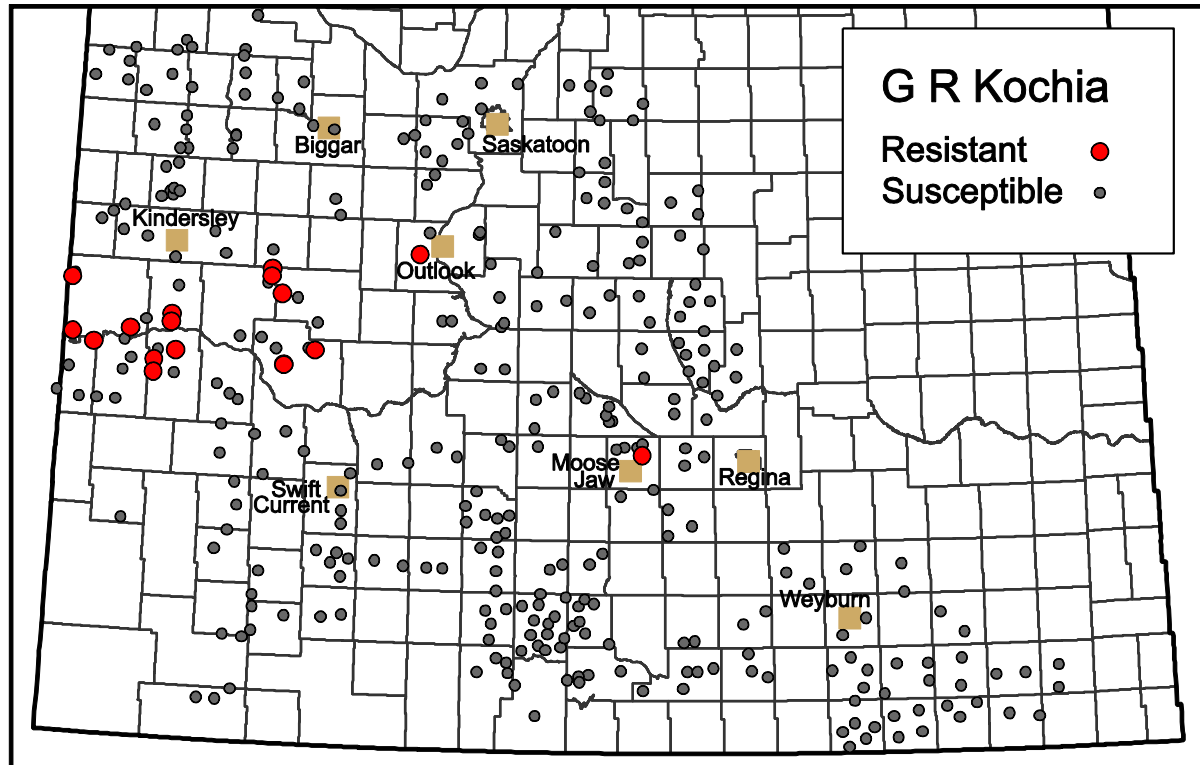 G R Kochia
Resistant
Susceptible
Biggar
Saskatoon
Kindersley
Outlook
Moose
Jaw
Regina
Swift
Current
Weyburn